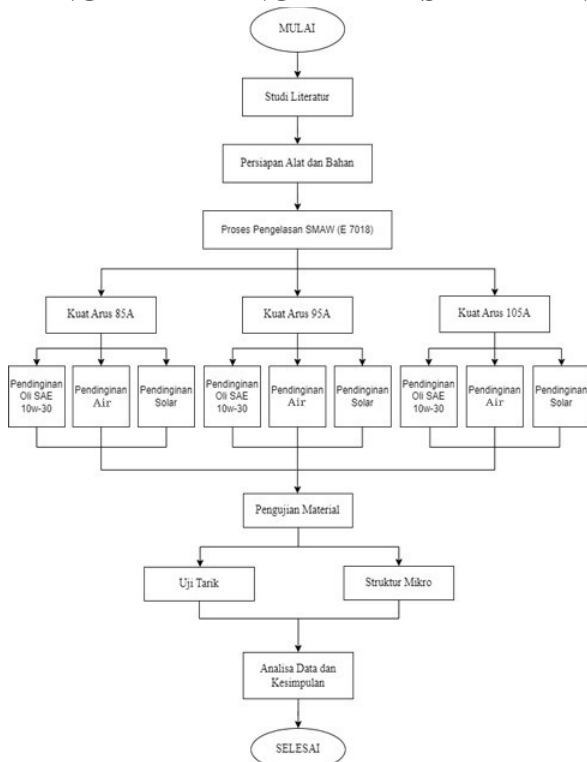 MULAI
Studi Literatur
Persiapan Alat dan Bahan
Proses Pengelasan SMAW (E 7018)
Kuat Arus 85A
Kuat Arus 95A
Kuat Arus 105A
Pendinginan
Oli SAE
10w-30
Pendinginan
Air
Pendinginan
Solar
Pendinginan
Oli SAE
10w-30
Pendinginan
Air
Pendinginan
Solar
Pendinginan
Oli SAE
10w-30
Pendinginan
Air
Pendinginan
Solar
Pengujian Material
Uji Tarik
Struktur Mikro
Analisa Data dan
Kesimpulan
SELESAI